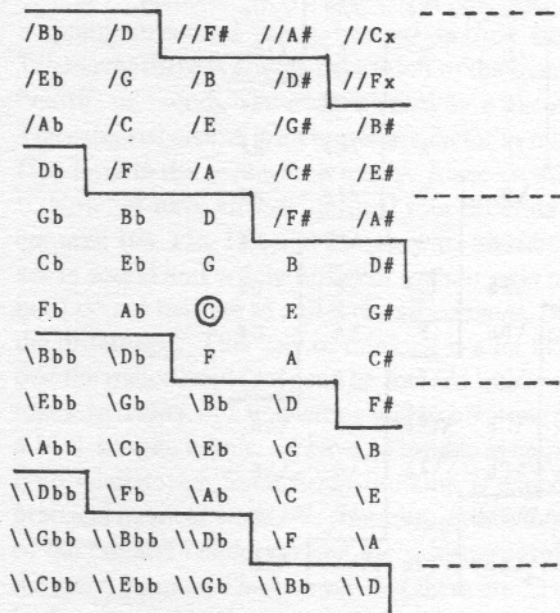 /Bb /D //F# //A# //Cx
/Eb /G /B /D# //Fx
/Ab /C /E /G# /B#
Db /F /A /C# /E#
Gb Bb D /F# /A#
Cb Eb G B D#
Fb Ab C E G#
\Bbb \Db F A C#
\Ebb \Gb \Bb \D F#
\Abb \Cb \Eb \G \B
\\Dbb \Fb \Ab \C \E
\\Gbb \\Bbb \\Db \F \A
\\Cbb \\Ebb \\Gb \\Bb \\D